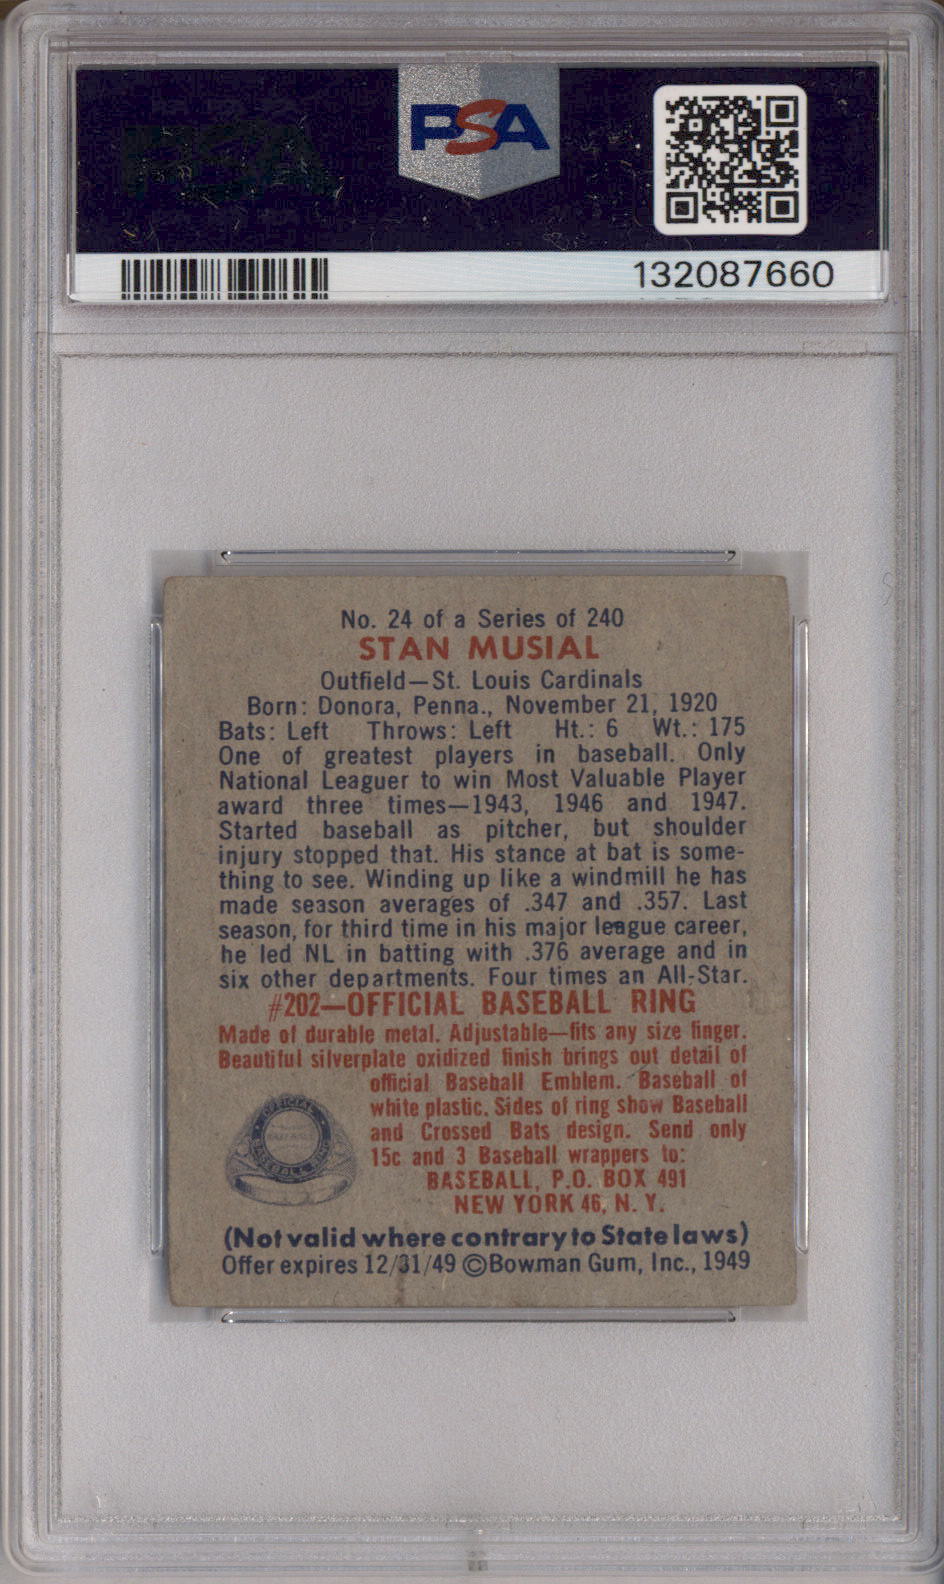 PSA
132087660
No. 24 of a Series of 240
STAN MUSIAL
Outfield—St. Louis Cardinals
Born: Donora, Penna., November 21, 1920
Bats: Left Throws: Left Ht.: 6 Wt.: 175
One of greatest players in baseball. Only
National Leaguer to win Most Valuable Player
award three times—1943, 1946 and 1947.
Started baseball as pitcher, but shoulder
injury stopped that. His stance at bat is some-
thing to see. Winding up like a windmill he has
made season averages of .347 and .357. Last
season, for third time in his major league career,
he led NL in batting with .376 average and in
six other departments. Four times an All-Star.
#202—OFFICIAL BASEBALL RING
Made of durable metal. Adjustable—fits any size finger.
Beautiful silverplate oxidized finish brings out detail of
official Baseball Emblem. Baseball of
white plastic. Sides of ring show Baseball
and Crossed Bats design. Send only
15c and 3 Baseball wrappers to:
BASEBALL, P.O. BOX 491
NEW YORK 46, N. Y.
OFFICIAL
BASEBALL RING
(Not valid where contrary to State laws)
Offer expires 12/31/49 ©Bowman Gum, Inc., 1949